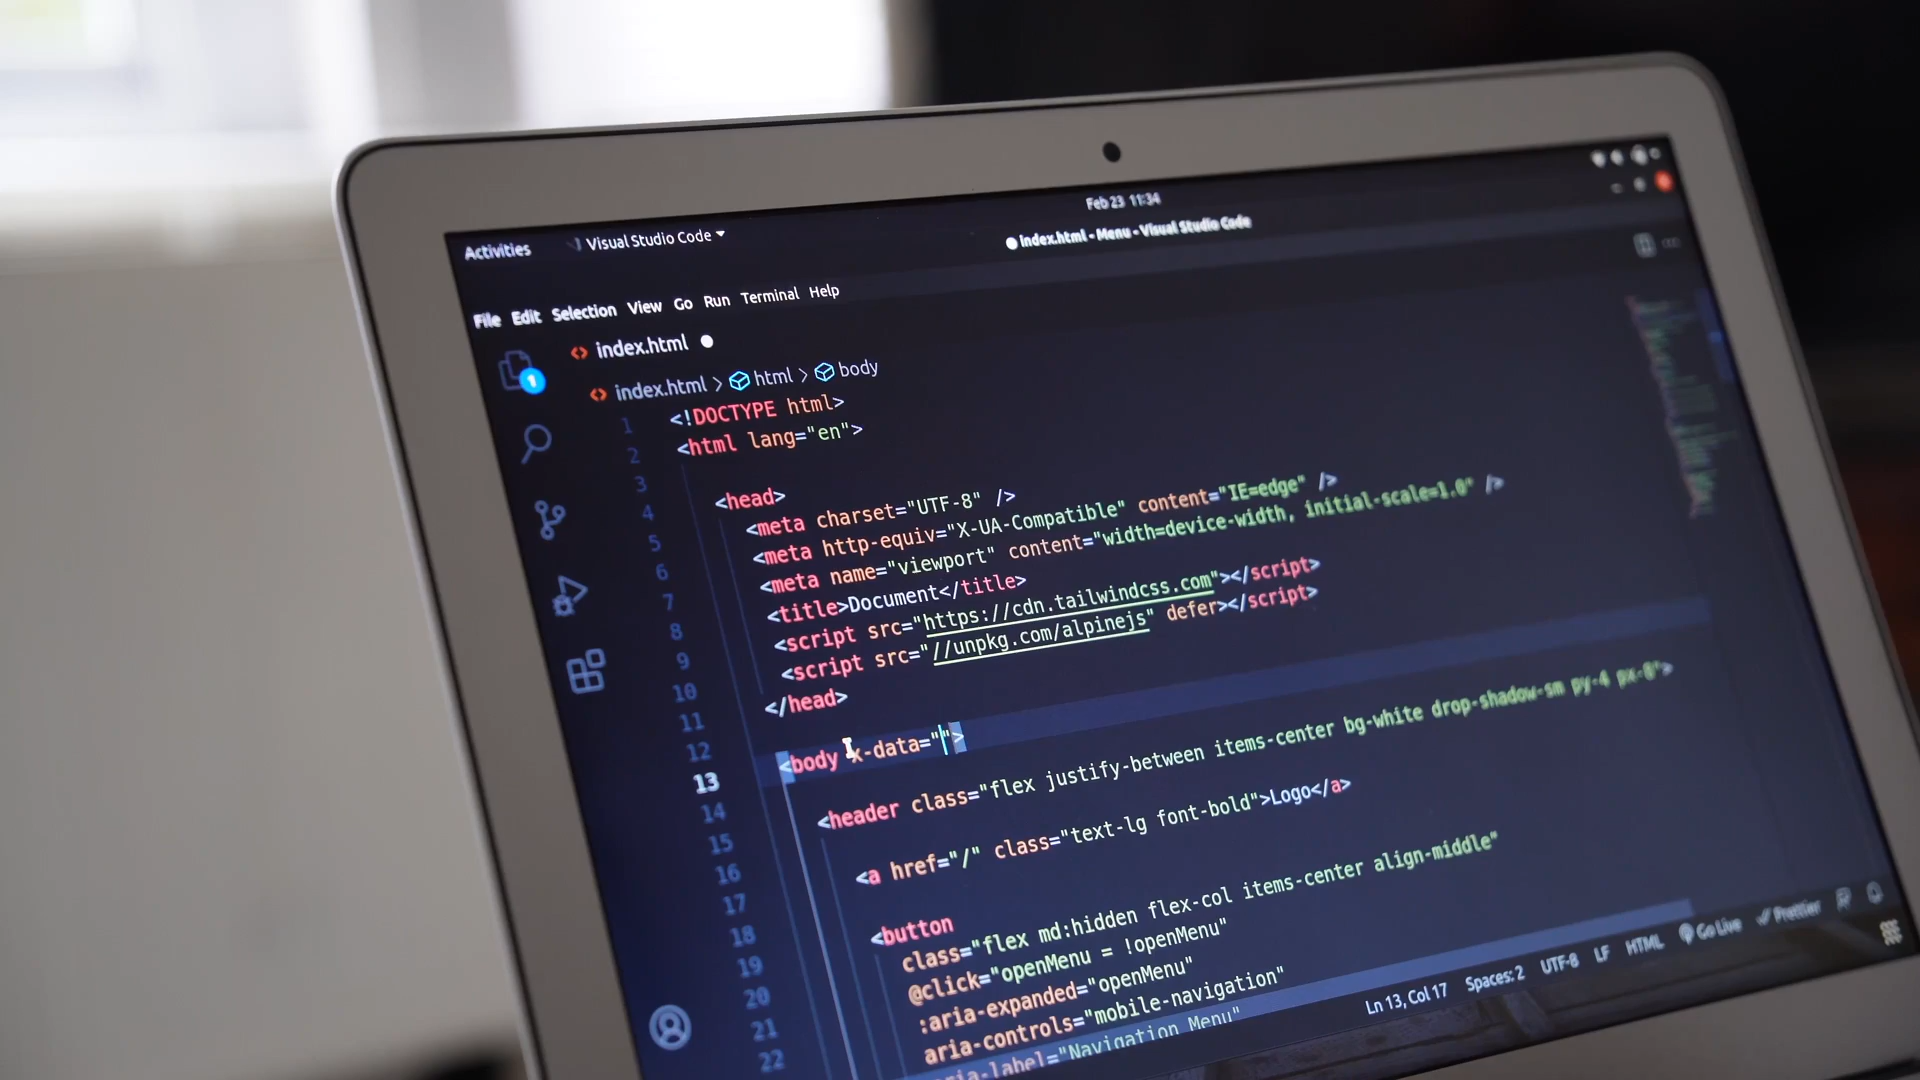 Feb 23 11:34
Activities Visual Studio Code
index.html - Menu - Visual Studio Code
File Edit Selection View Go Run Terminal Help
1
index.html
index.html > html > body
1 <!DOCTYPE html>
2 <html lang="en">
3
4 <head>
5 <meta charset="UTF-8" />
6 <meta http-equiv="X-UA-Compatible" content="IE=edge" />
7 <meta name="viewport" content="width=device-width, initial-scale=1.0" />
8 <title>Document</title>
9 <script src="https://cdn.tailwindcss.com"></script>
10 <script src="//unpkg.com/alpinejs" defer></script>
11 </head>
12
13 <body x-data="">
14
15 <header class="flex justify-between items-center bg-white drop-shadow-sm py-4 px-8">
16
17 <a href="/" class="text-lg font-bold">Logo</a>
18
19 <button
20 class="flex md:hidden flex-col items-center align-middle"
21 @click="openMenu = !openMenu"
22 :aria-expanded="openMenu"
aria-controls="mobile-navigation"
aria-label="Navigation Menu"
Ln 13, Col 17 Spaces: 2 UTF-8 LF HTML Go Live Prettier